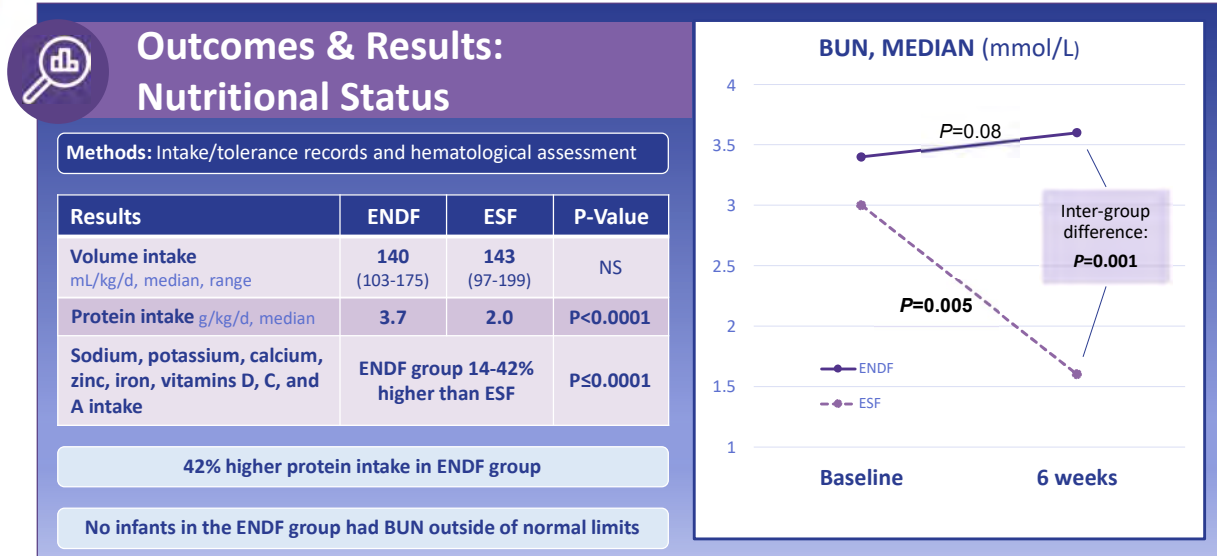 Outcomes & Results:
Nutritional Status
Methods: Intake/tolerance records and hematological assessment
Results ENDF ESF P-Value
Volume intake 140 143 NS
mL/kg/d, median, range (103-175) (97-199)
Protein intake g/kg/d, median 3.7 2.0 P<0.0001
Sodium, potassium, calcium,
zinc, iron, vitamins D, C, and
A intake
ENDF group 14-42%
higher than ESF
P≤0.0001
42% higher protein intake in ENDF group
No infants in the ENDF group had BUN outside of normal limits
BUN, MEDIAN (mmol/L)
4
3.5
3
2.5
2
1.5
1
P=0.08
Inter-group
difference:
P=0.001
P=0.005
ENDF
ESF
Baseline 6 weeks